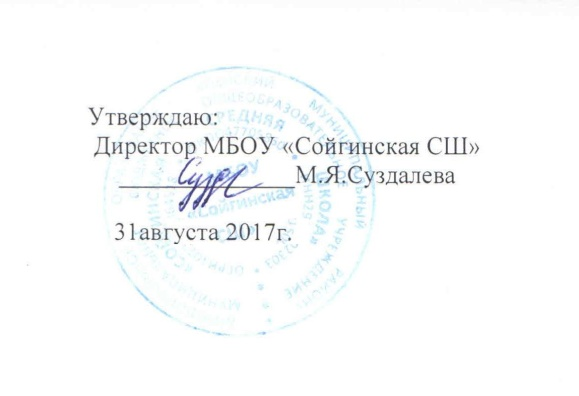 Утверждаю:
Директор МБОУ «Сойгинская СШ»
М.Я.Суздалева
31августа 2017г.